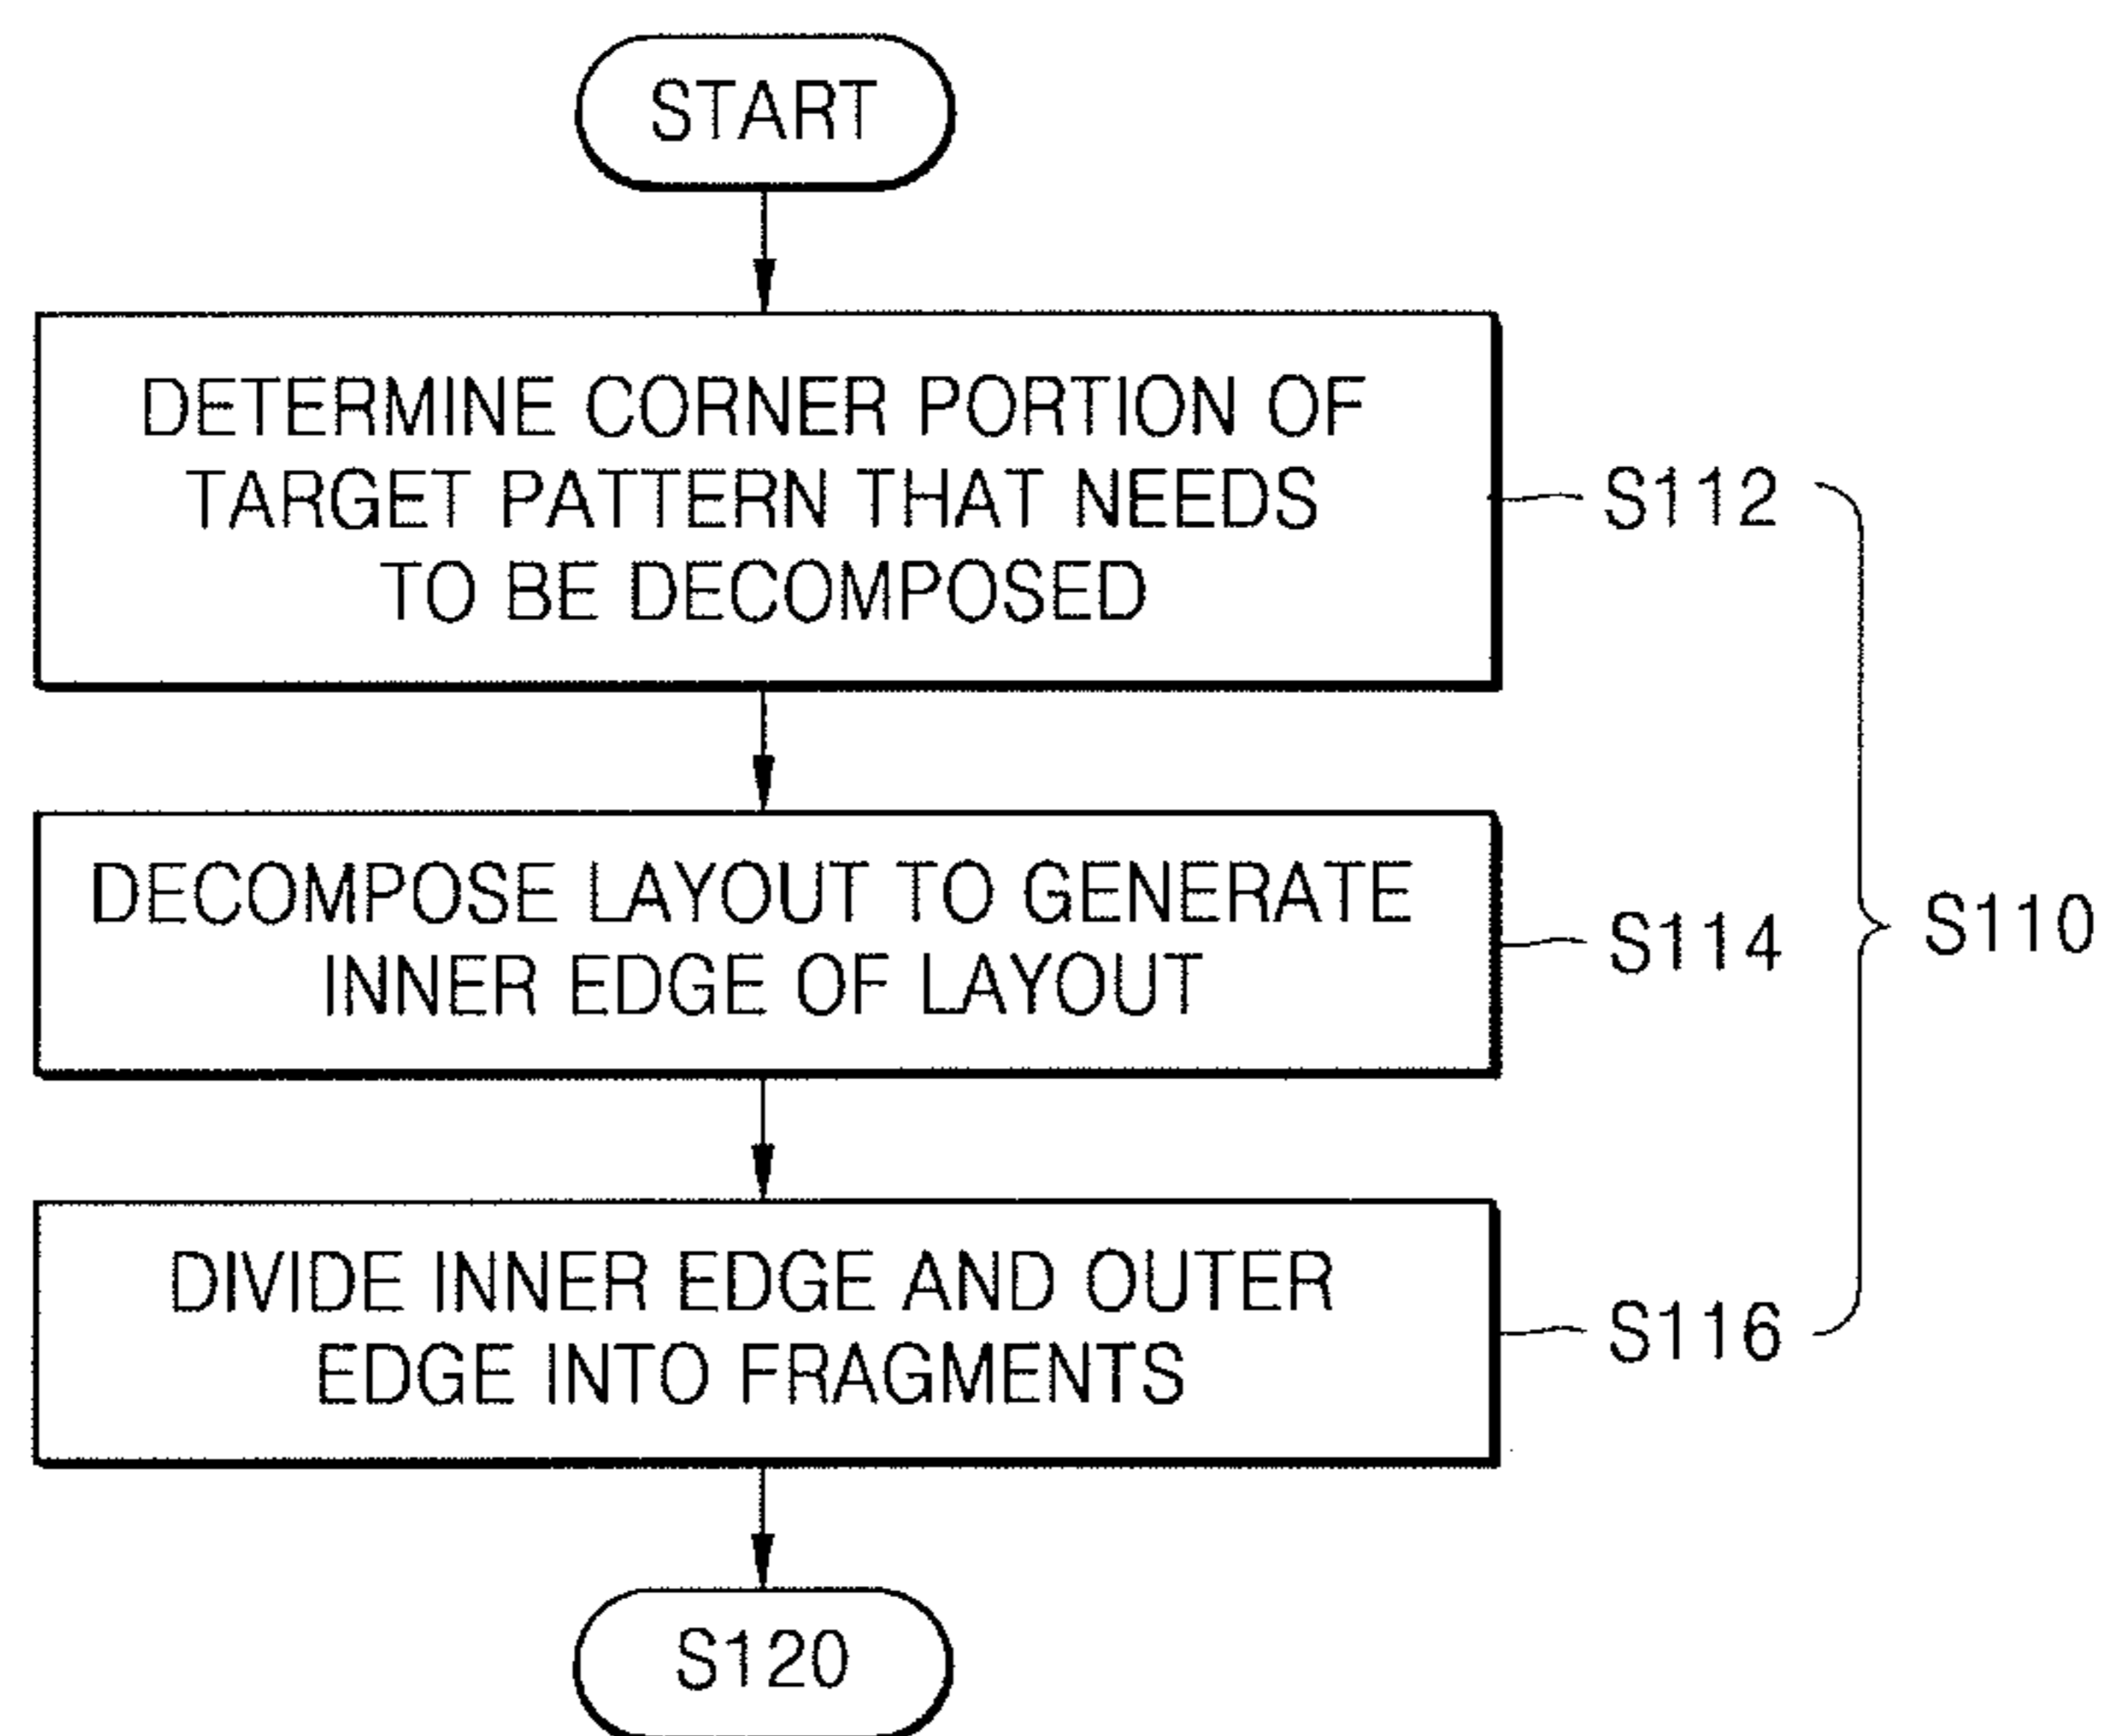 START
DETERMINE CORNER PORTION OF
TARGET PATTERN THAT NEEDS
TO BE DECOMPOSED
S112
DECOMPOSE LAYOUT TO GENERATE
INNER EDGE OF LAYOUT
S114
S110
DIVIDE INNER EDGE AND OUTER
EDGE INTO FRAGMENTS
S116
S120